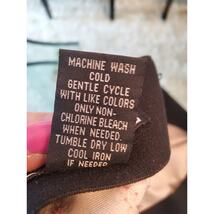 MACHINE WASH
COLD
GENTLE CYCLE
WITH LIKE COLORS
ONLY NON-
CHLORINE BLEACH
WHEN NEEDED.
TUMBLE DRY LOW
COOL IRON
IF NEEDED